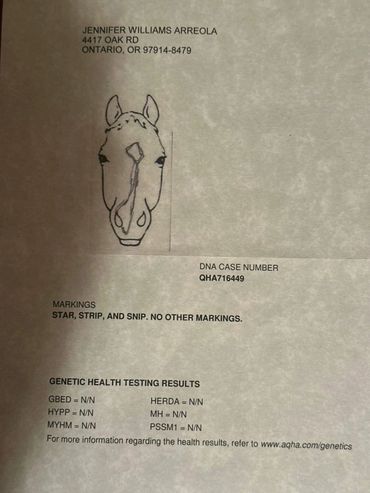 JENNIFER WILLIAMS ARREOLA
4417 OAK RD
ONTARIO, OR 97914-8479
DNA CASE NUMBER
QHA716449
MARKINGS
STAR, STRIP, AND SNIP. NO OTHER MARKINGS.
GENETIC HEALTH TESTING RESULTS
GBED = N/N HERDA = N/N
HYPP = N/N MH = N/N
MYHM = N/N PSSM1 = N/N
For more information regarding the health results, refer to www.aqha.com/genetics